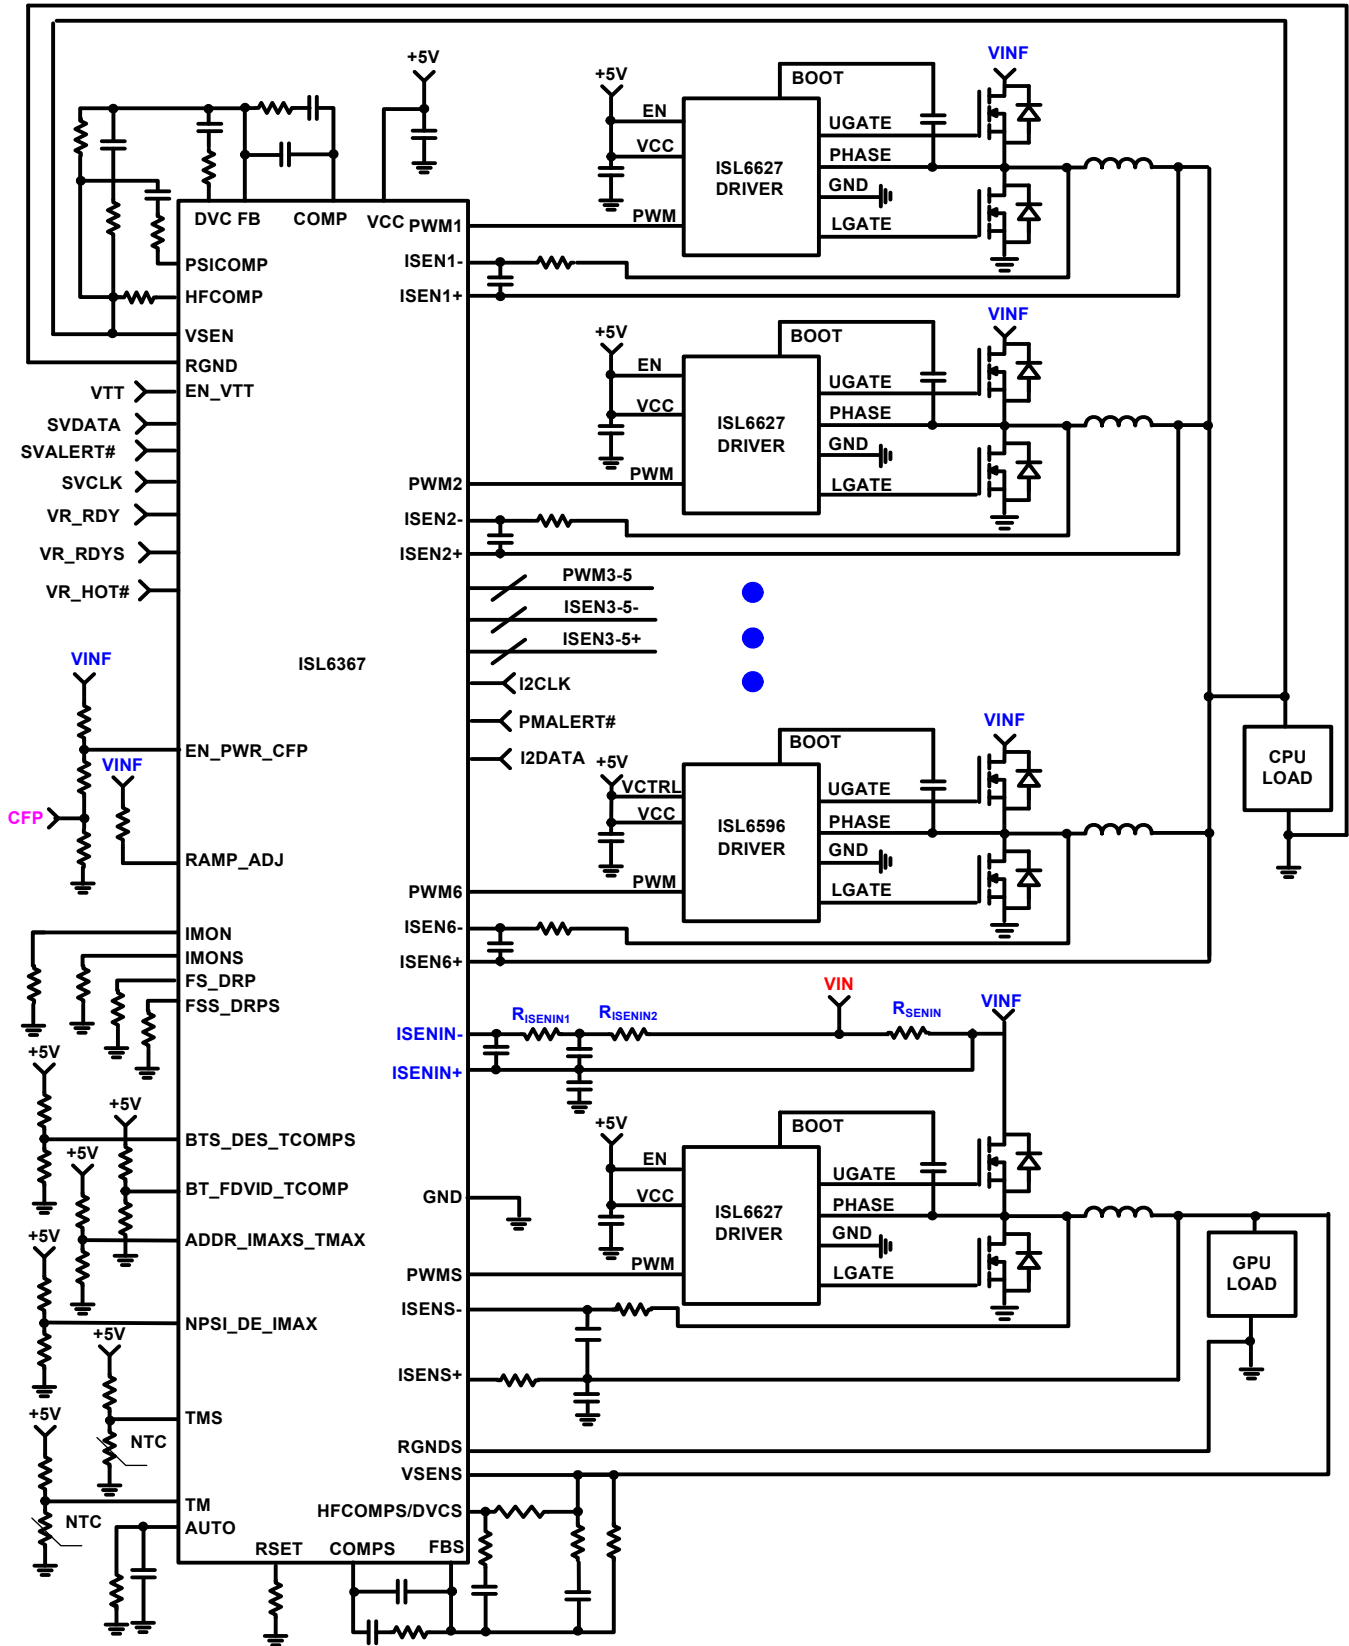 +5V
DVC FB COMP VCC
PSICOMP
HFCOMP
VSEN
RGND
VTT EN_VTT
SVDATA
SVALERT#
SVCLK
VR_RDY
VR_RDYS
VR_HOT#
ISL6367
VINF
EN_PWR_CFP
VINF
CFP
RAMP_ADJ
IMON
IMONS
FS_DRP
FSS_DRPS
+5V
+5V
BTS_DES_TCOMPS
+5V
BT_FDVID_TCOMP
+5V
ADDR_IMAXS_TMAX
NPSI_DE_IMAX
+5V
+5V
TMS
NTC
TM
NTC
AUTO
RSET COMPS FBS
PWM1
ISEN1-
ISEN1+
PWM2
ISEN2-
ISEN2+
PWM3-5
ISEN3-5-
ISEN3-5+
I2CLK
PMALERT#
I2DATA
PWM6
ISEN6-
ISEN6+
ISENIN-
ISENIN+
GND
PWMS
ISENS-
ISENS+
RGNDS
VSENS
HFCOMPS/DVCS
+5V
EN
VCC
PWM
ISL6627
DRIVER
BOOT
UGATE
PHASE
GND
LGATE
VINF
+5V
EN
VCC
PWM
ISL6627
DRIVER
BOOT
UGATE
PHASE
GND
LGATE
VINF
+5V
VCTRL
VCC
PWM
ISL6596
DRIVER
BOOT
UGATE
PHASE
GND
LGATE
VINF
CPU
LOAD
RISENIN1
RISENIN2
VIN
RSENIN
VINF
+5V
EN
VCC
PWM
ISL6627
DRIVER
BOOT
UGATE
PHASE
GND
LGATE
GPU
LOAD